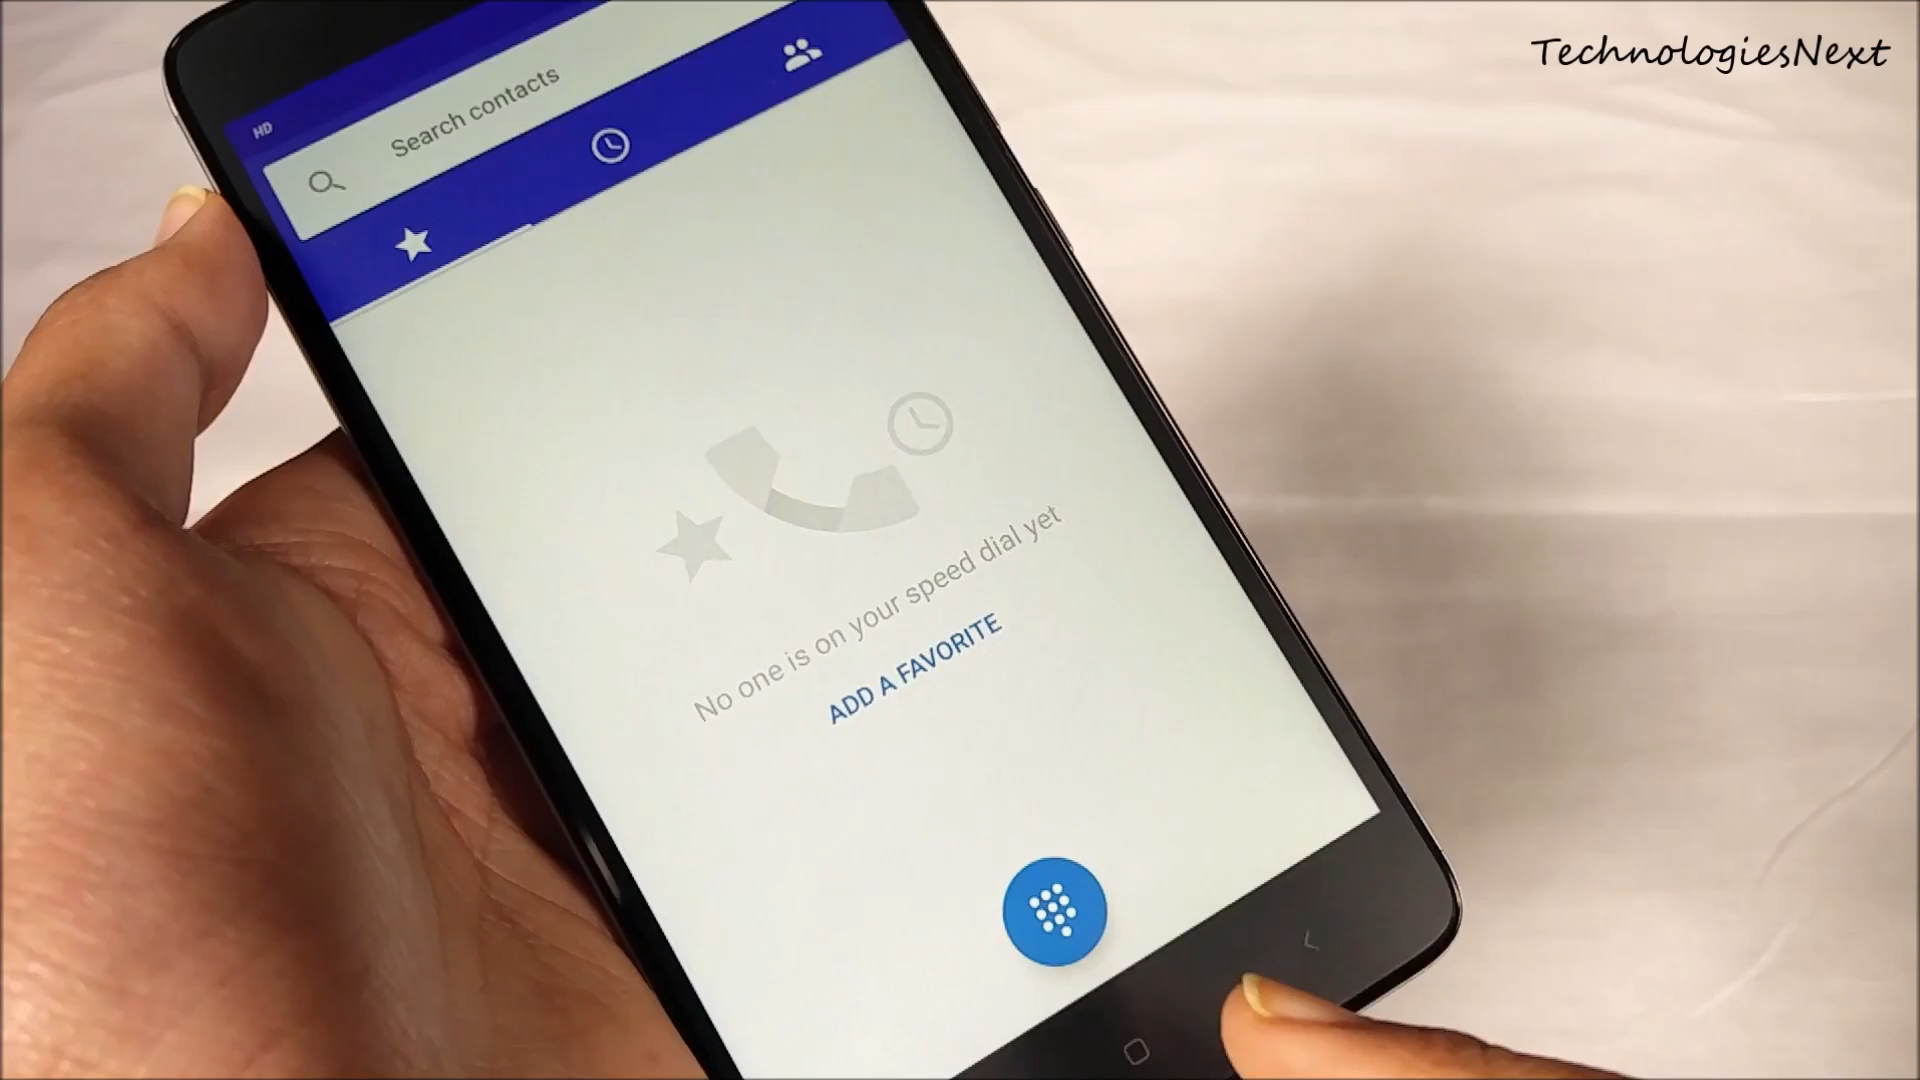 TechnologiesNext
HD
Search contacts
No one is on your speed dial yet
ADD A FAVORITE